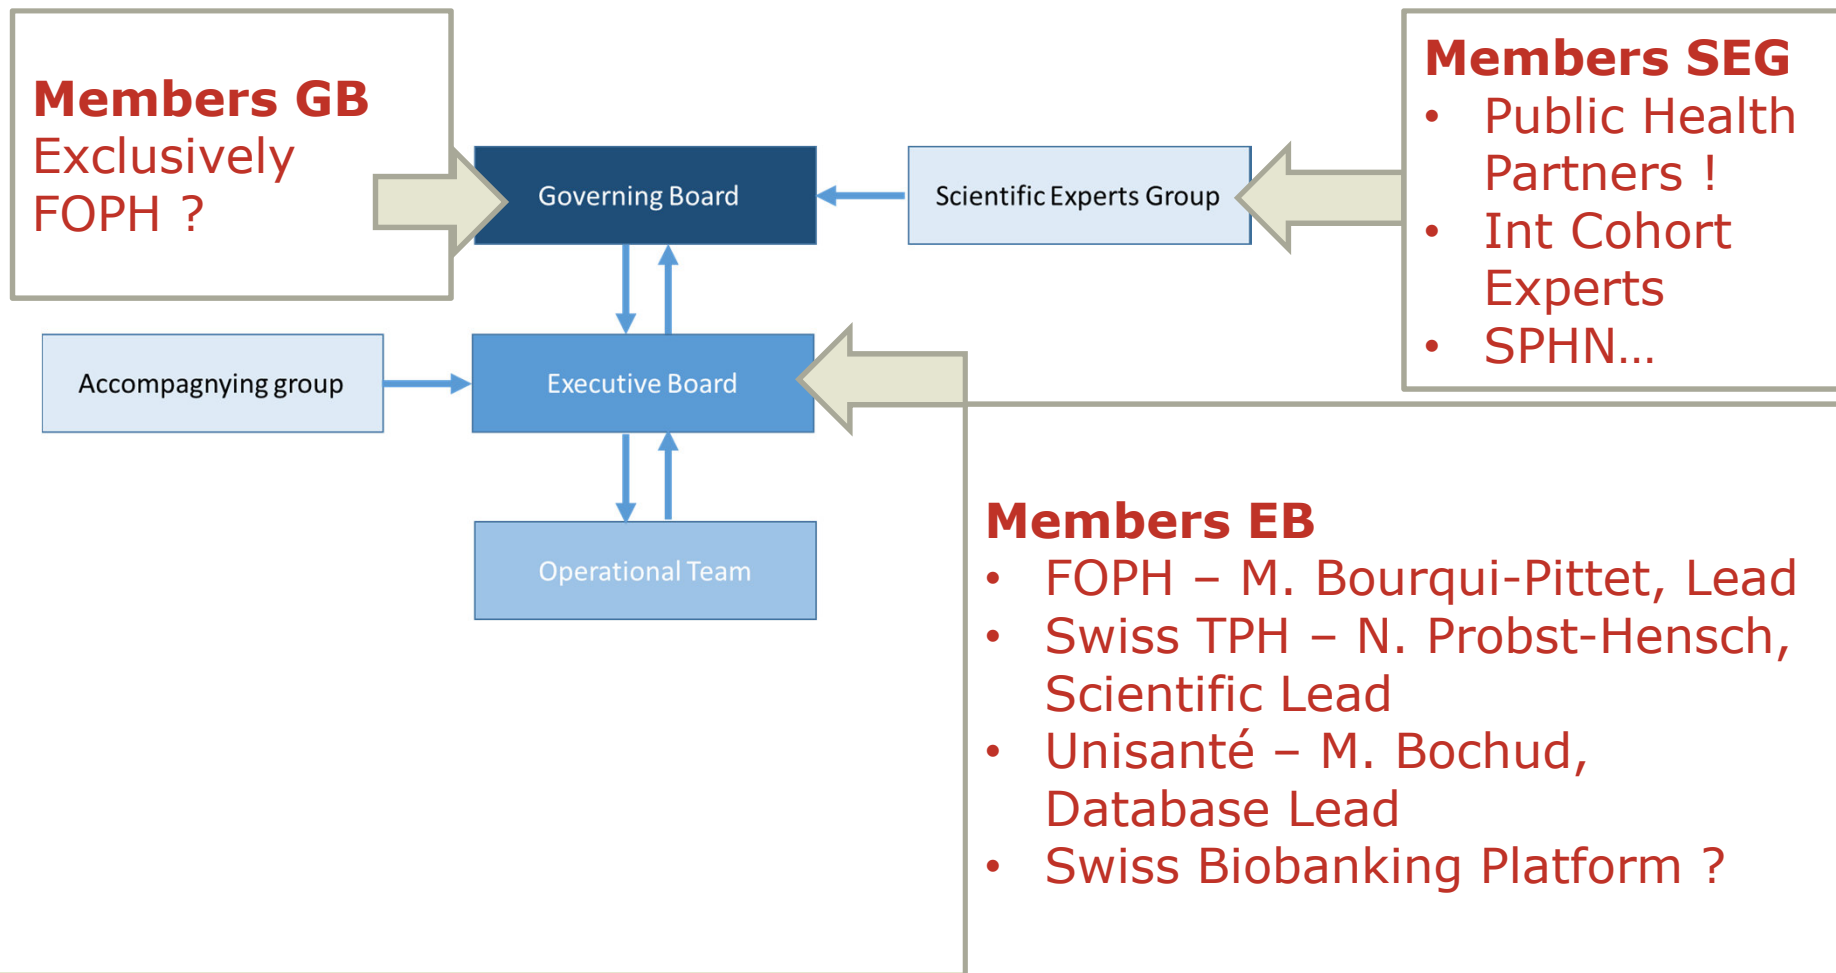 Members GB
Exclusively
FOPH ?
Members SEG
• Public Health
Partners !
• Int Cohort
Experts
• SPHN…
Governing Board
Scientific Experts Group
Accompagnying group
Executive Board
Operational Team
Members EB
• FOPH – M. Bourqui-Pittet, Lead
• Swiss TPH – N. Probst-Hensch,
Scientific Lead
• Unisanté – M. Bochud,
Database Lead
• Swiss Biobanking Platform ?